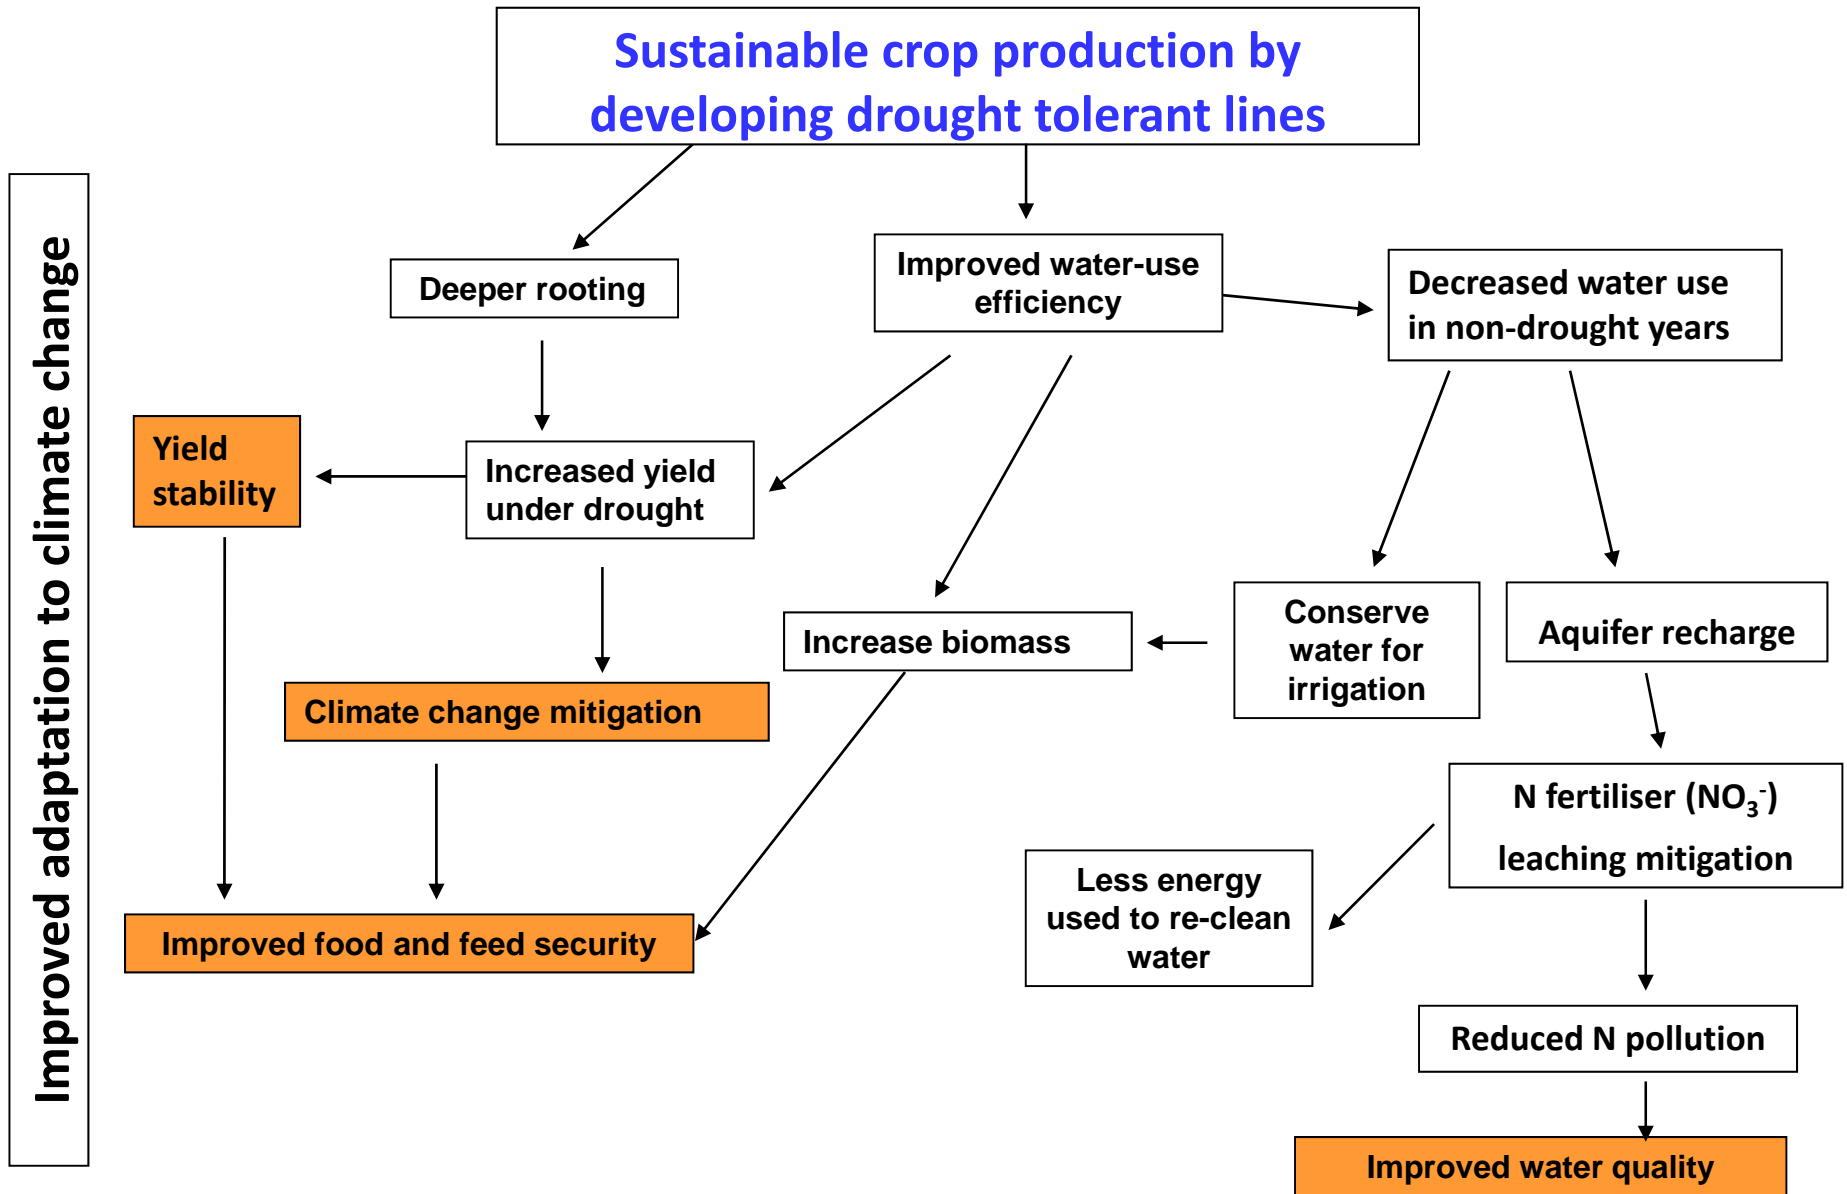 Sustainable crop production by
developing drought tolerant lines
Improved adaptation to climate change
Deeper rooting
Improved water-use
efficiency
Decreased water use
in non-drought years
Yield
stability
Increased yield
under drought
Increase biomass
Conserve
water for
irrigation
Aquifer recharge
Climate change mitigation
N fertiliser (NO₃⁻)
leaching mitigation
Less energy
used to re-clean
water
Improved food and feed security
Reduced N pollution
Improved water quality